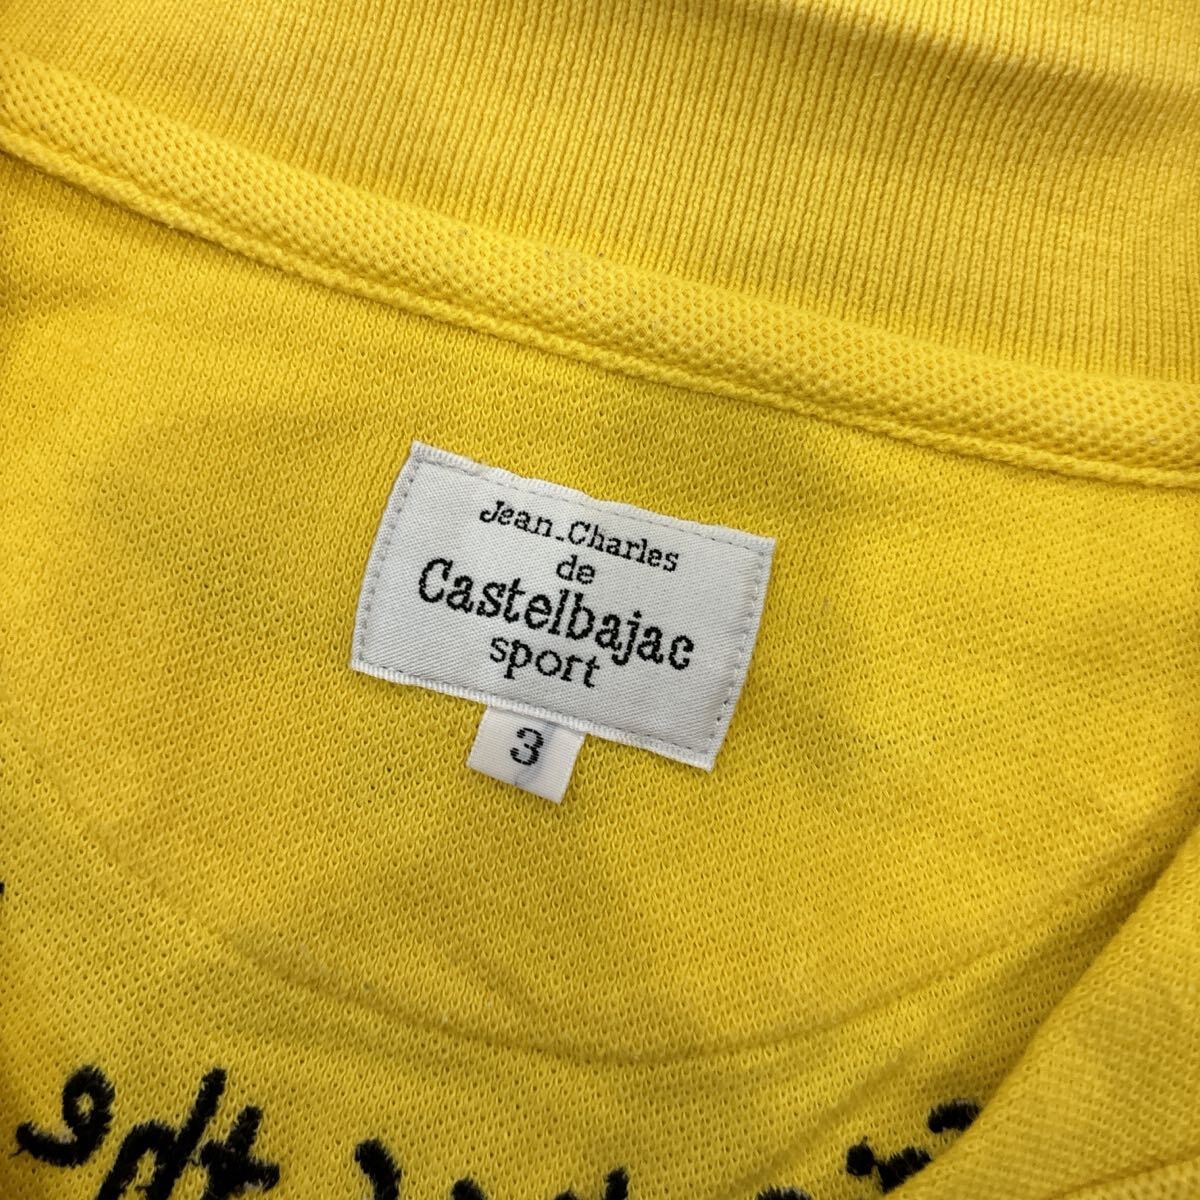 Jean-Charles
de
Castelbajac
sport
3